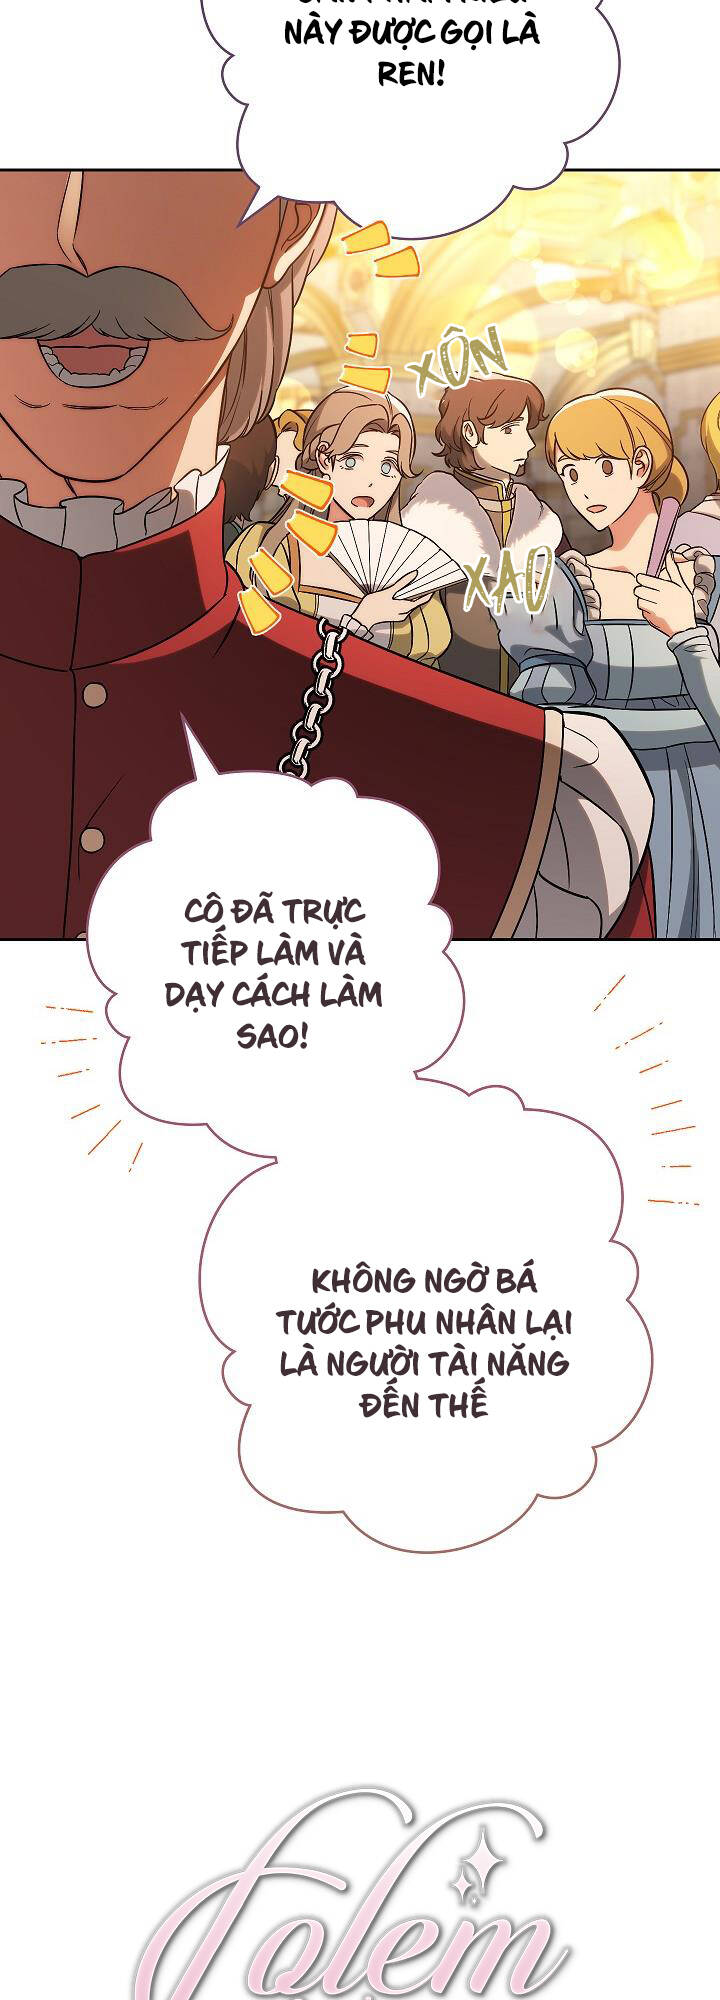 NÀY ĐƯỢC GỌI LÀ
REN!
XÔN
XAO
CÔ ĐÃ TRỰC
TIẾP LÀM VÀ
DẠY CÁCH LÀM
SAO!
KHÔNG NGỜ BÁ
TƯỚC PHU NHÂN LẠI
LÀ NGƯỜI TÀI NĂNG
ĐẾN THẾ